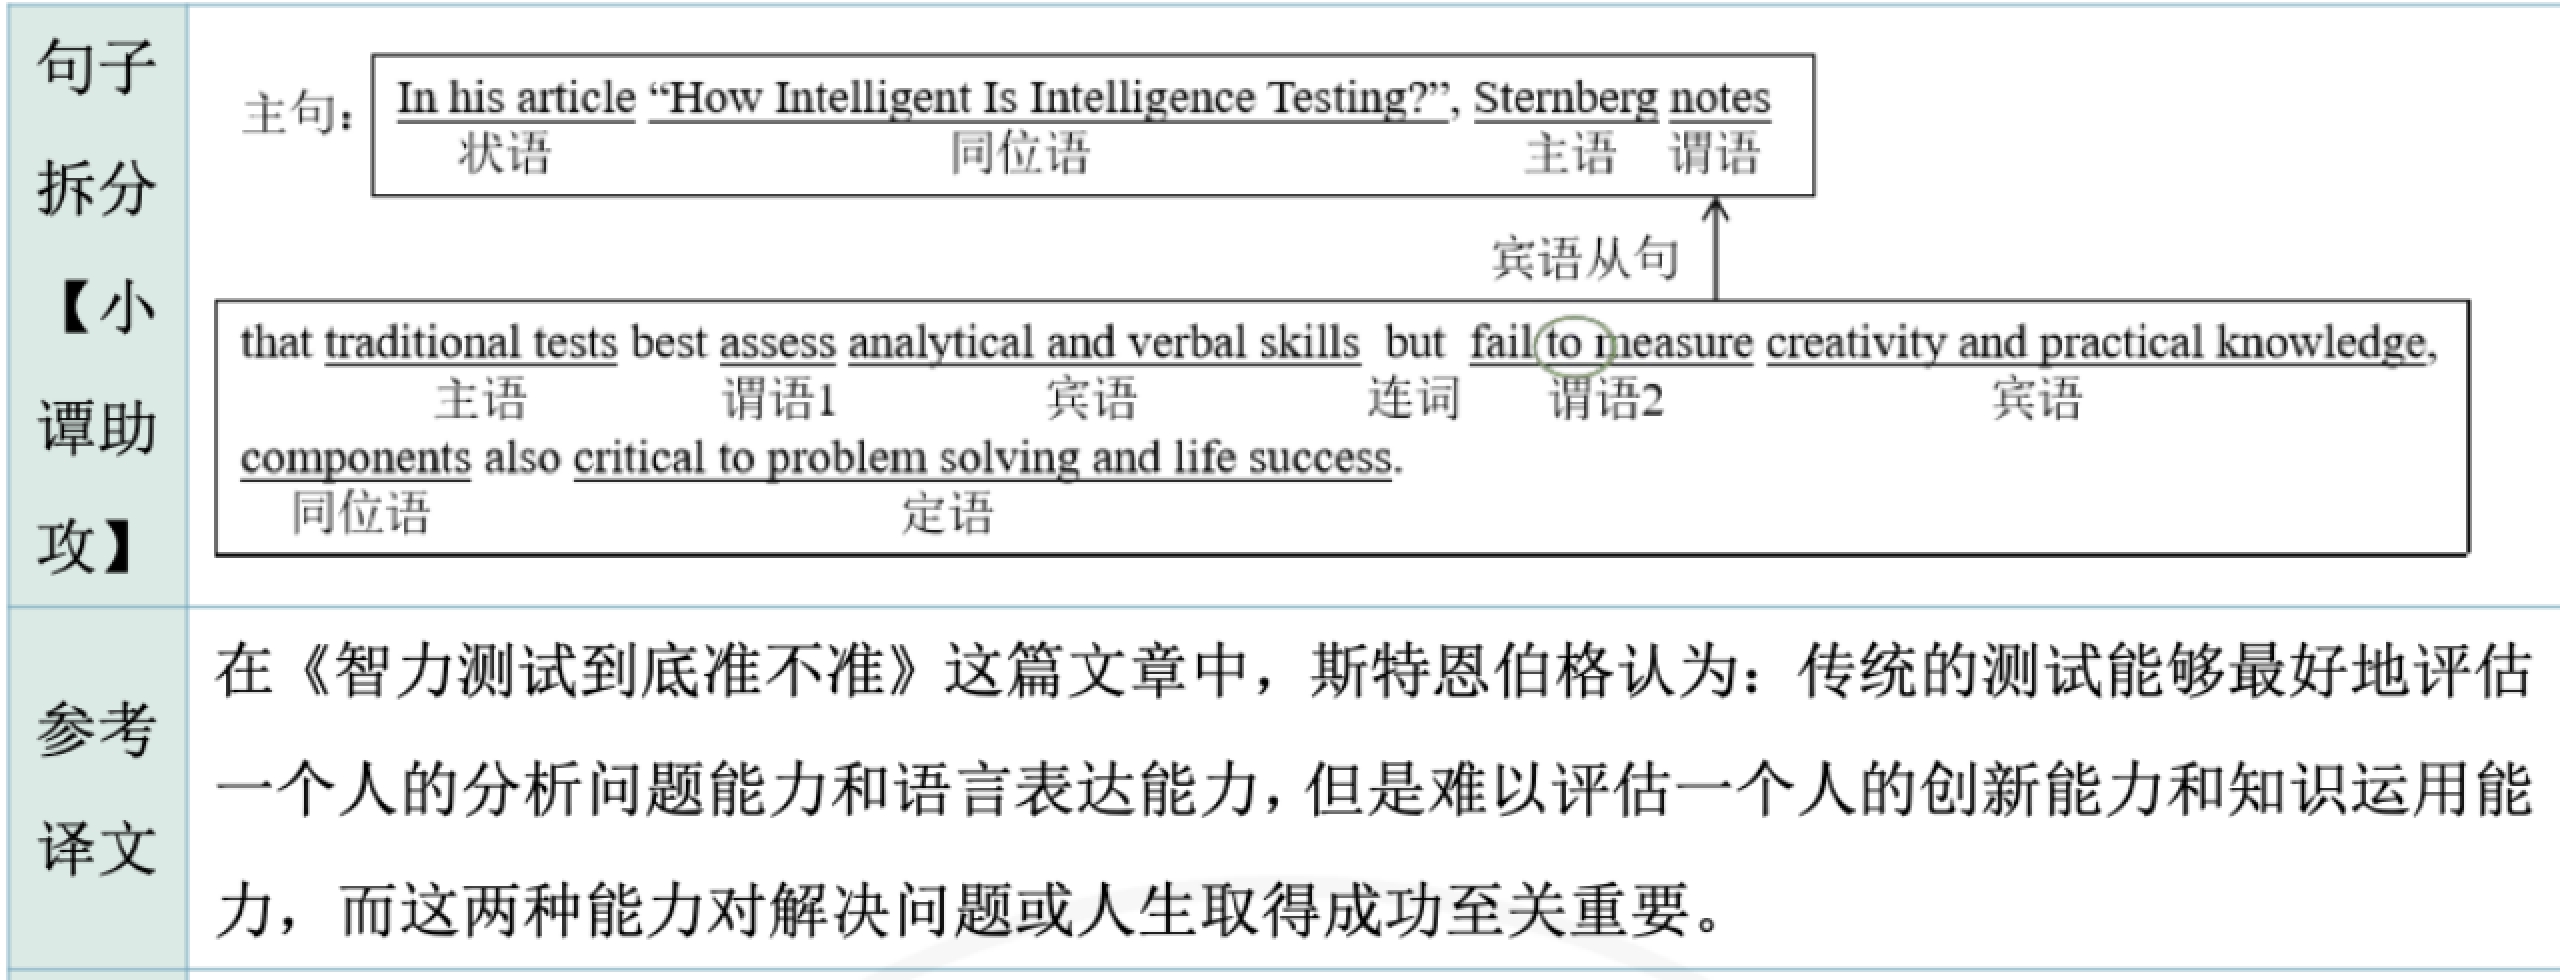 句子
拆分
【小
谭助
攻】
主句：
In his article “How Intelligent Is Intelligence Testing?”, Sternberg notes
状语 同位语 主语 谓语
宾语从句
that traditional tests best assess analytical and verbal skills but fail to measure creativity and practical knowledge,
主语 谓语1 宾语 连词 谓语2 宾语
components also critical to problem solving and life success.
同位语 定语
参考
译文
在《智力测试到底准不准》这篇文章中，斯特恩伯格认为：传统的测试能够最好地评估
一个人的分析问题能力和语言表达能力，但是难以评估一个人的创新能力和知识运用能
力，而这两种能力对解决问题或人生取得成功至关重要。